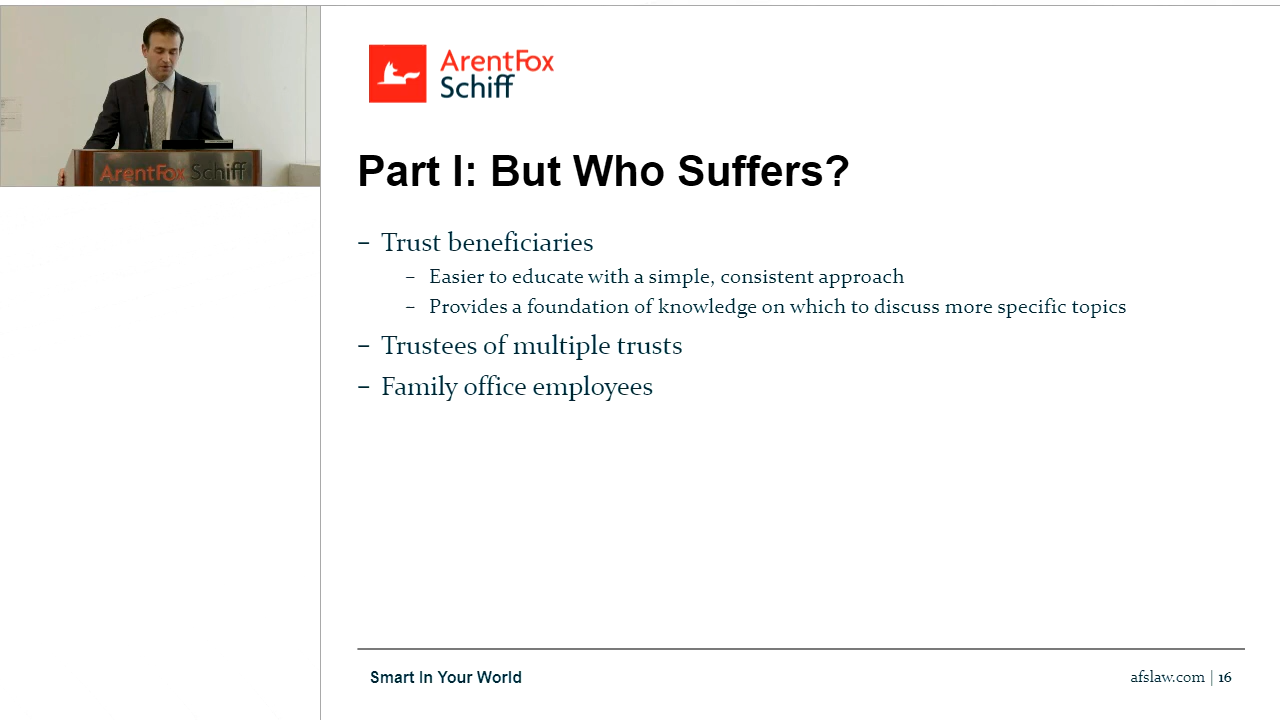 ArentFox Schiff
ArentFox
Schiff
Part I: But Who Suffers?
– Trust beneficiaries
– Easier to educate with a simple, consistent approach
– Provides a foundation of knowledge on which to discuss more specific topics
– Trustees of multiple trusts
– Family office employees
Smart In Your World
afslaw.com | 16